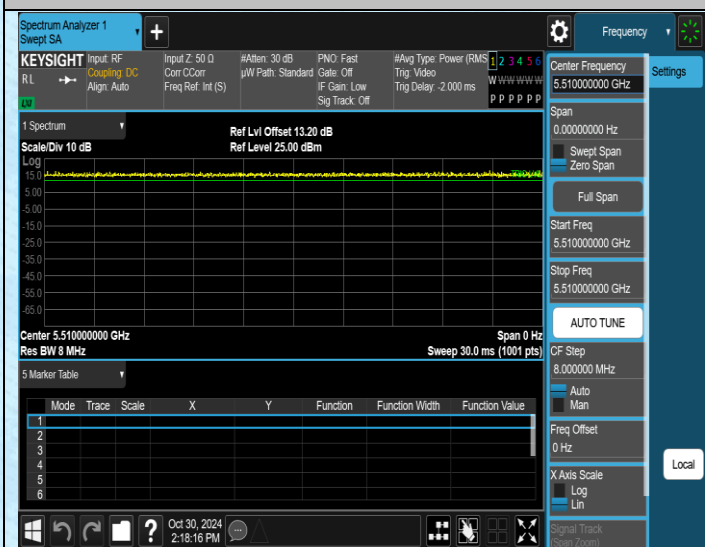 Spectrum Analyzer 1
Swept SA
Frequency
KEYSIGHT
RL
Input: RF
Coupling: DC
Align: Auto
Input Z: 50 Ω
Corr CCorr
Freq Ref: Int (S)
#Atten: 30 dB
µW Path: Standard
PNO: Fast
Gate: Off
IF Gain: Low
Sig Track: Off
#Avg Type: Power (RMS
Trig: Video
Trig Delay: -2.000 ms
1 2 3 4 5 6
W W W W W W
P P P P P P
Center Frequency
5.510000000 GHz
Settings
Span
0.00000000 Hz
Swept Span
Zero Span
Full Span
Start Freq
5.510000000 GHz
Stop Freq
5.510000000 GHz
AUTO TUNE
CF Step
8.000000 MHz
Auto
Man
Freq Offset
0 Hz
X Axis Scale
Log
Lin
Signal Track
(Span Zoom)
Local
1 Spectrum
Scale/Div 10 dB
Ref Lvl Offset 13.20 dB
Ref Level 25.00 dBm
Log
15.0
5.00
-5.00
-15.0
-25.0
-35.0
-45.0
-55.0
-65.0
Center 5.510000000 GHz
Span 0 Hz
Res BW 8 MHz
Sweep 30.0 ms (1001 pts)
5 Marker Table
Mode Trace Scale X Y Function Function Width Function Value
1
2
3
4
5
6
?
Oct 30, 2024
2:18:16 PM